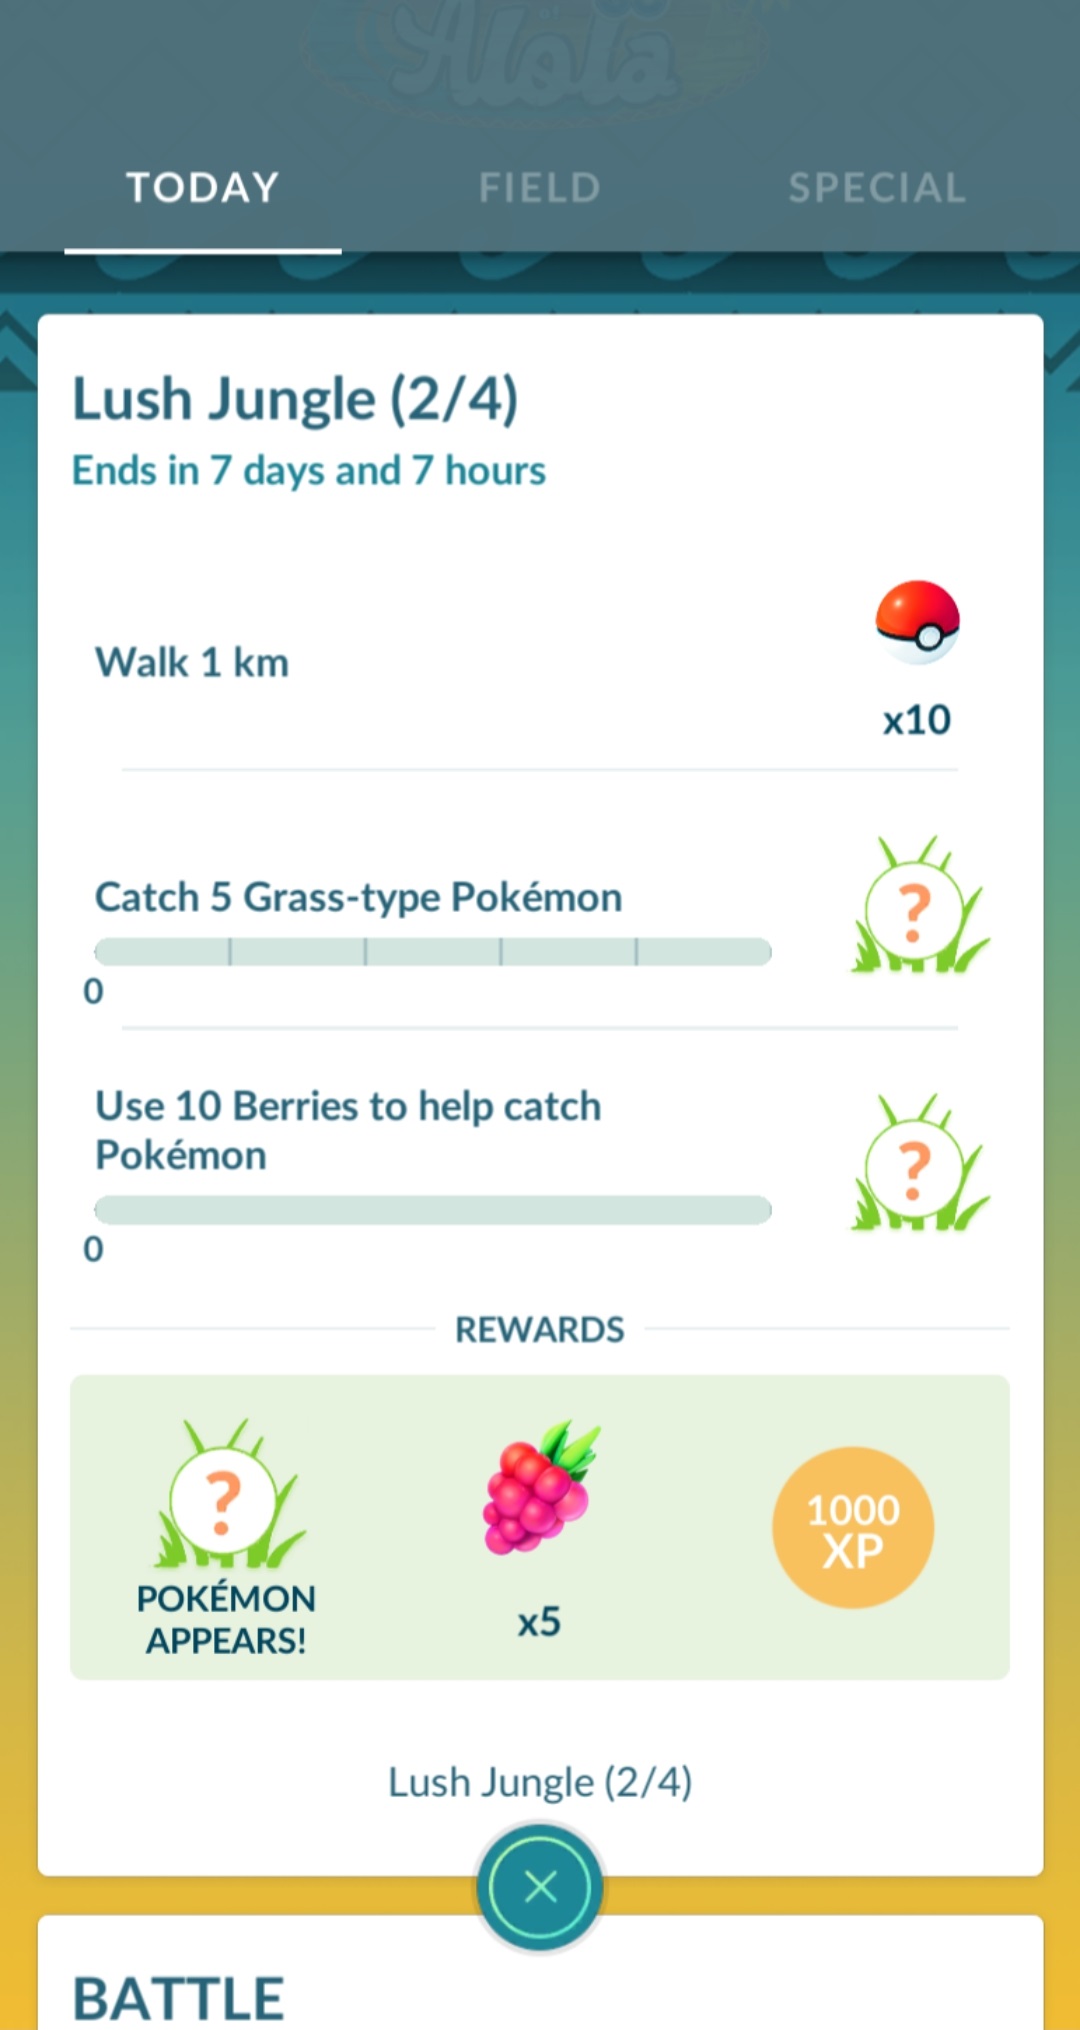 Alola
TODAY
FIELD
SPECIAL
Lush Jungle (2/4)
Ends in 7 days and 7 hours
Walk 1 km
x10
Catch 5 Grass-type Pokémon
?
0
Use 10 Berries to help catch
Pokémon
?
0
REWARDS
?
POKÉMON
APPEARS!
x5
1000
XP
Lush Jungle (2/4)
BATTLE